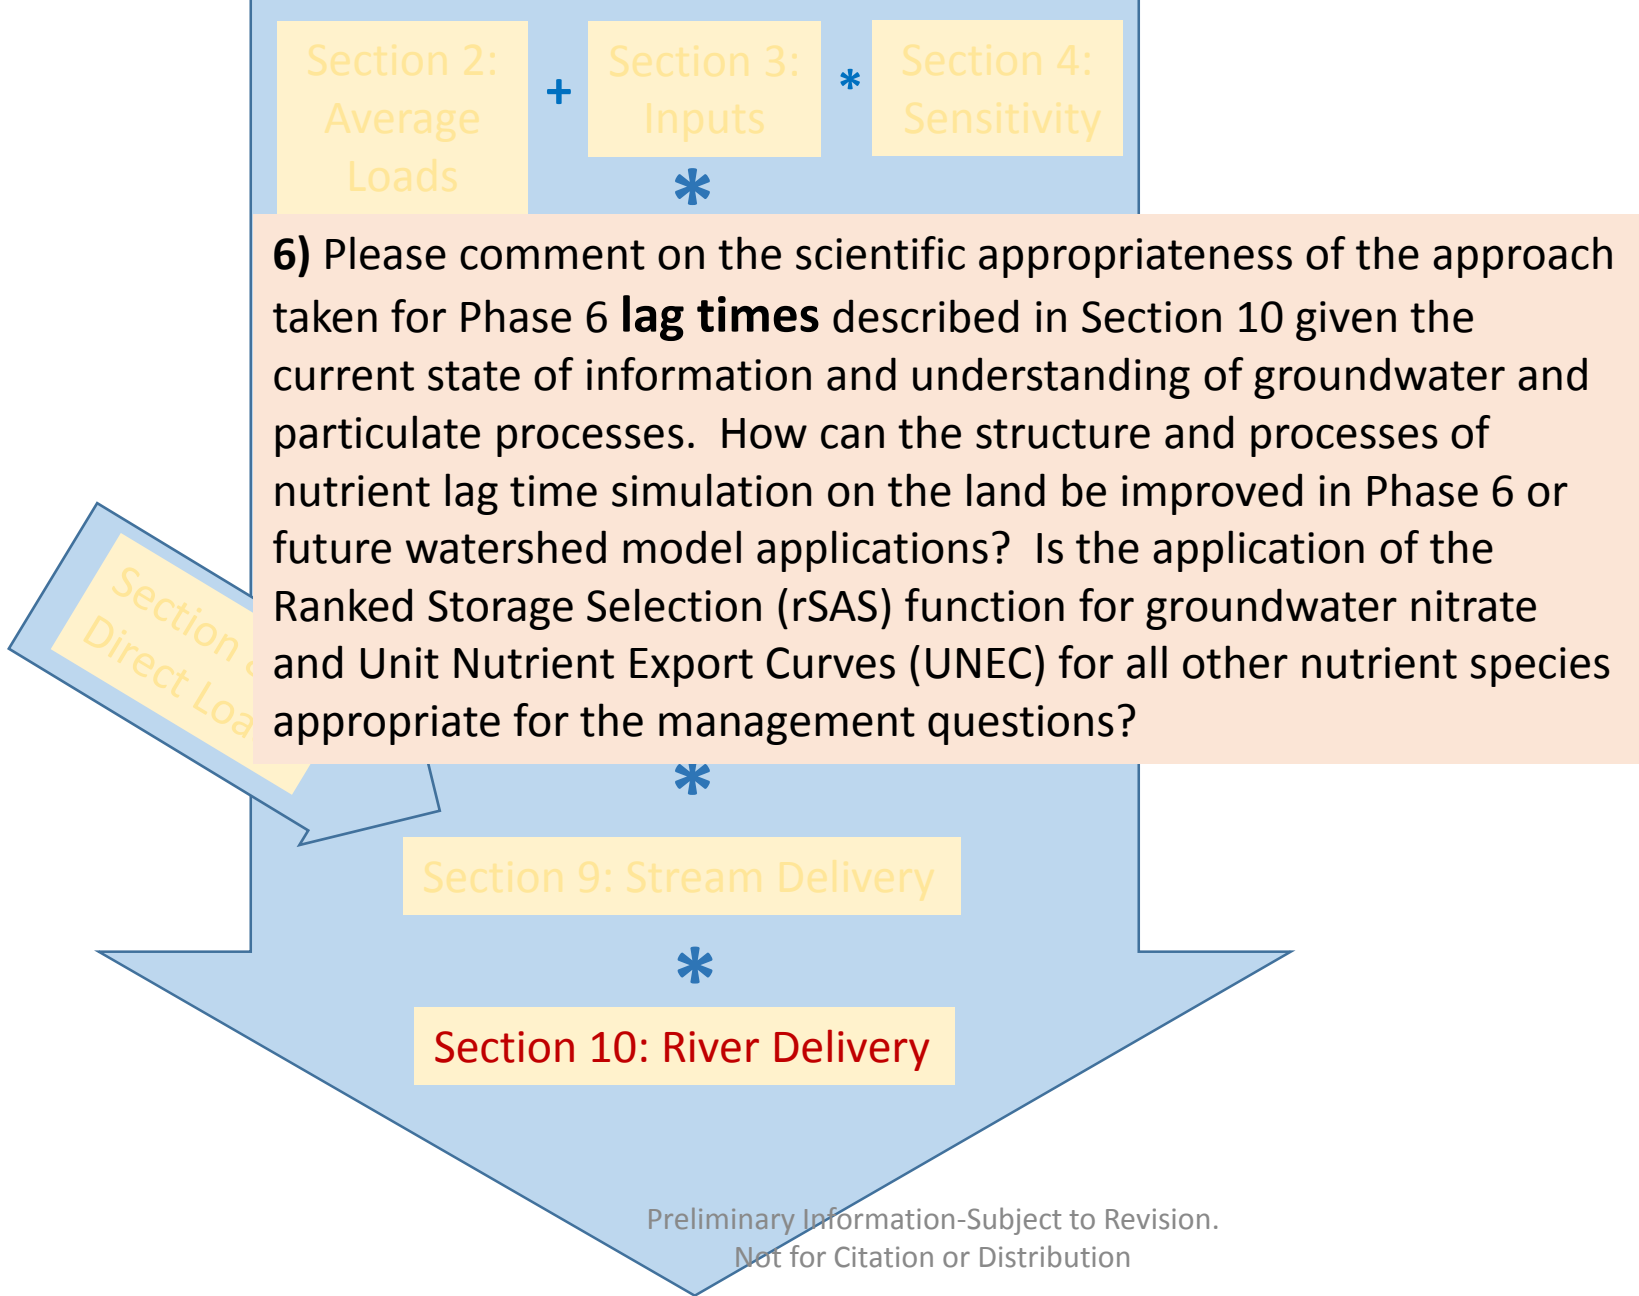 Section 2:
Average
Loads
+
Section 3:
Inputs
*
Section 4:
Sensitivity
*
6) Please comment on the scientific appropriateness of the approach
taken for Phase 6 lag times described in Section 10 given the
current state of information and understanding of groundwater and
particulate processes.  How can the structure and processes of
nutrient lag time simulation on the land be improved in Phase 6 or
future watershed model applications?  Is the application of the
Ranked Storage Selection (rSAS) function for groundwater nitrate
and Unit Nutrient Export Curves (UNEC) for all other nutrient species
appropriate for the management questions?
Section
Direct
*
Section 9: Stream Delivery
*
Section 10: River Delivery
Preliminary Information-Subject to Revision.
Not for Citation or Distribution